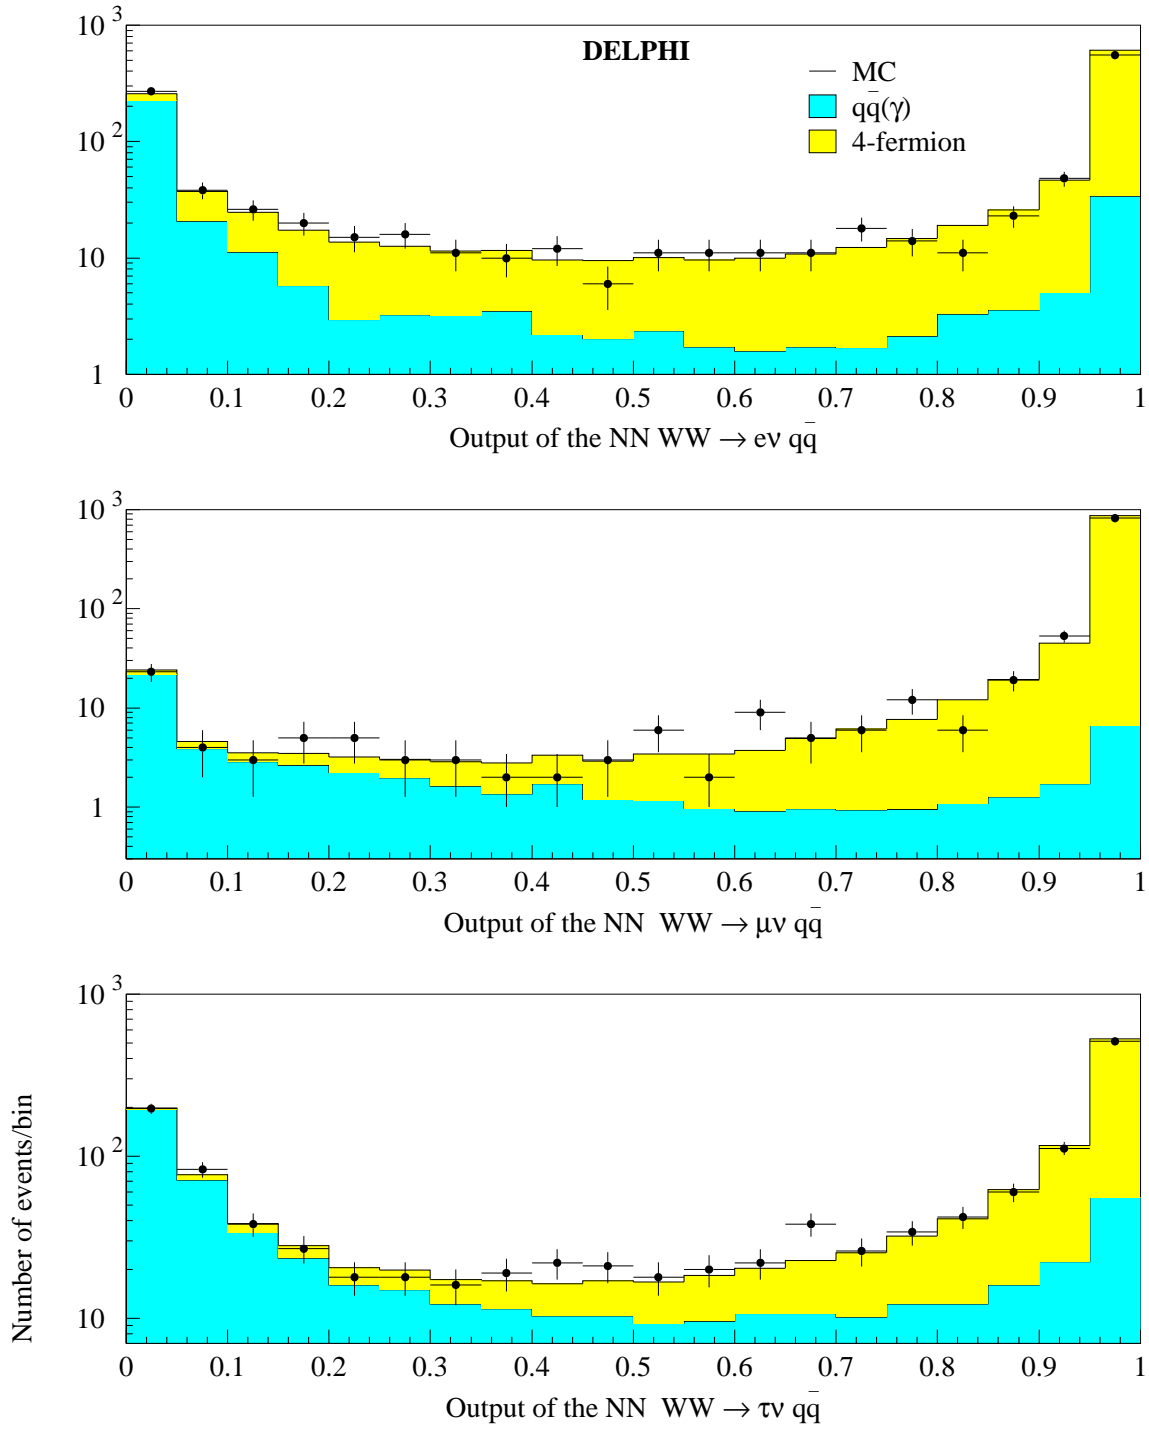 DELPHI
MC
qq̄(γ)
4-fermion
10³
10²
10
1
0 0.1 0.2 0.3 0.4 0.5 0.6 0.7 0.8 0.9 1
Output of the NN WW → eν qq̄
10³
10²
10
1
0 0.1 0.2 0.3 0.4 0.5 0.6 0.7 0.8 0.9 1
Output of the NN WW → μν qq̄
Number of events/bin
10³
10²
10
0 0.1 0.2 0.3 0.4 0.5 0.6 0.7 0.8 0.9 1
Output of the NN WW → τν qq̄